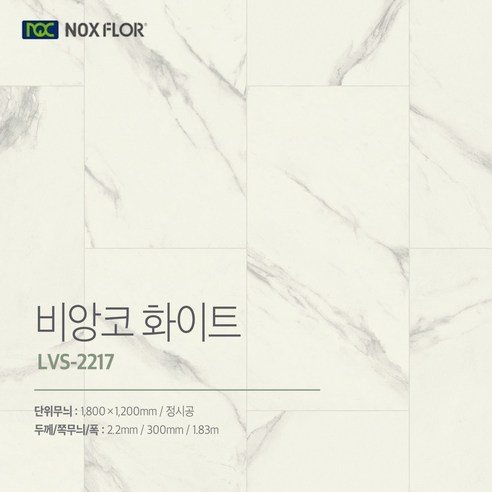 NOC NOX FLOR®
비앙코 화이트
LVS-2217
단위무늬 : 1,800×1,200mm / 정시공
두께/쪽무늬/폭 : 2.2mm / 300mm / 1.83m